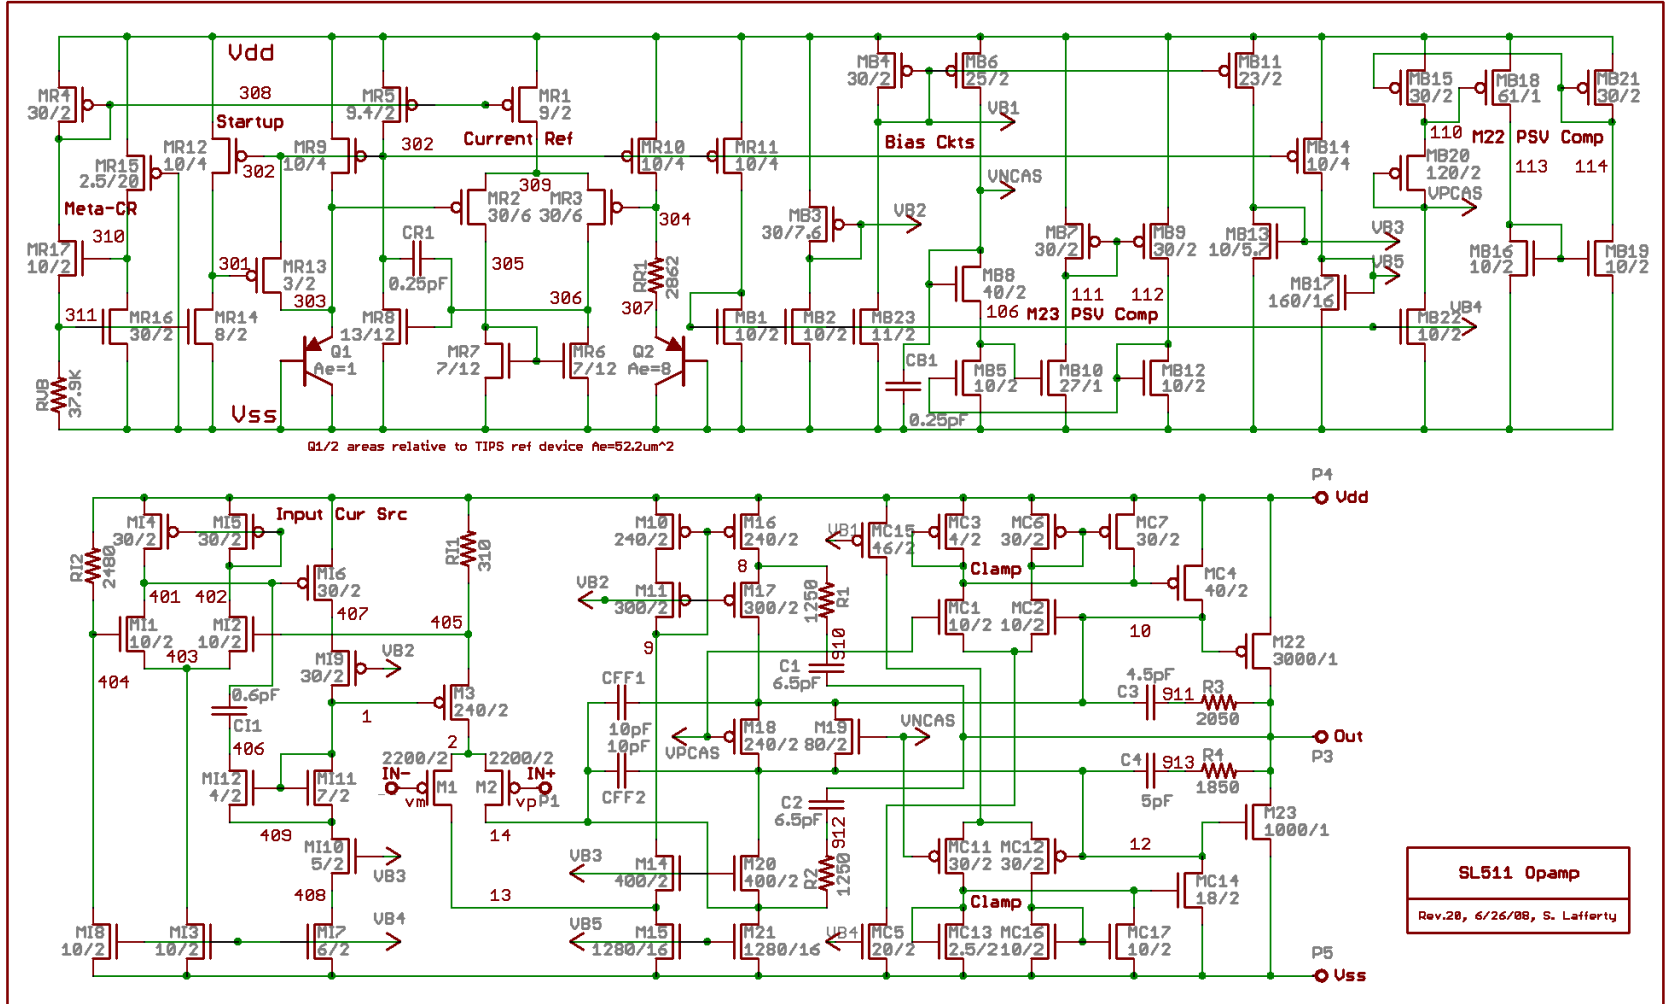 Vdd
MR4
30/2
308
Startup
MR5
9.4/2
MR1
9/2
Current Ref
MB4
30/2
MB6
25/2
VB1
Bias Ckts
MB11
23/2
MB15
30/2
MB18
61/1
MB21
30/2
110
M22 PSV Comp
MR15
2.5/20
MR12
10/4
302
MR9
10/4
302
MR10
10/4
MR11
10/4
MB14
10/4
MB20
120/2
113
114
VPCAS
Meta-CR
310
MR17
10/2
309
MR2
30/6
MR3
30/6
304
VNCAS
MB3
30/7.6
VB2
CR1
0.25pF
305
306
RR1
2862
307
MB7
30/2
MB9
30/2
MB13
10/5.7
VB3
VB5
MB16
10/2
MB19
10/2
301
MR13
3/2
303
MB8
40/2
106
111
112
M23 PSV Comp
MB17
160/16
311
MR16
30/2
MR14
8/2
MR8
13/12
MB1
10/2
MB2
10/2
MB23
11/2
MB22
10/2
VB4
Q1
Ae=1
MR7
7/12
MR6
7/12
Q2
Ae=8
CB1
0.25pF
MB5
10/2
MB10
27/1
MB12
10/2
RVB
37.9K
Vss
Q1/2 areas relative to TIPS ref device Ae=52.2um^2
P4
Vdd
Input Cur Src
RI2
2480
MI4
30/2
MI5
30/2
RI1
310
M10
240/2
M16
240/2
8
VB1
MC15
46/2
MC3
4/2
MC6
30/2
MC7
30/2
Clamp
MC4
40/2
401
402
MI6
30/2
407
405
VB2
M11
300/2
M17
300/2
1250
R1
910
MI1
10/2
MI2
10/2
403
404
MC1
10/2
MC2
10/2
10
M22
3000/1
9
MI9
30/2
VB2
0.6pF
CI1
406
1
M3
240/2
2
CFF1
10pF
10pF
CFF2
C1
6.5pF
4.5pF
C3
911
R3
2050
VPCAS
M18
240/2
M19
80/2
VNCAS
Out
P3
2200/2
IN-
vm
M1
2200/2
IN+
M2
vp
P1
MI12
4/2
MI11
7/2
C4
5pF
913
R4
1850
C2
6.5pF
912
M23
1000/1
409
14
MI10
5/2
VB3
408
13
VB3
M14
400/2
M20
400/2
R2
1250
MC11
30/2
MC12
30/2
12
MC14
18/2
Clamp
MI8
10/2
MI3
10/2
MI7
6/2
VB4
VB5
M15
1280/16
M21
1280/16
VB4
MC5
20/2
MC13
2.5/2
MC16
10/2
MC17
10/2
P5
Vss
SL511 Opamp
Rev.20, 6/26/08, S. Lafferty